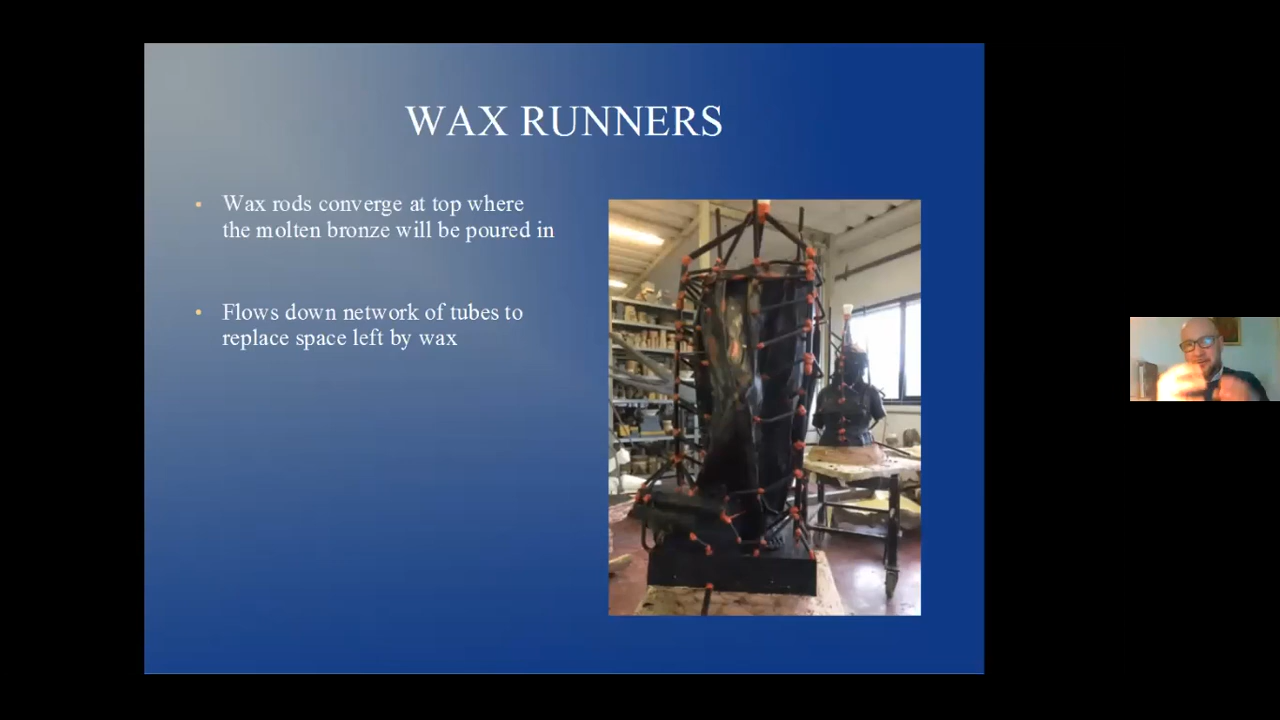 WAX RUNNERS
• Wax rods converge at top where
the molten bronze will be poured in
• Flows down network of tubes to
replace space left by wax